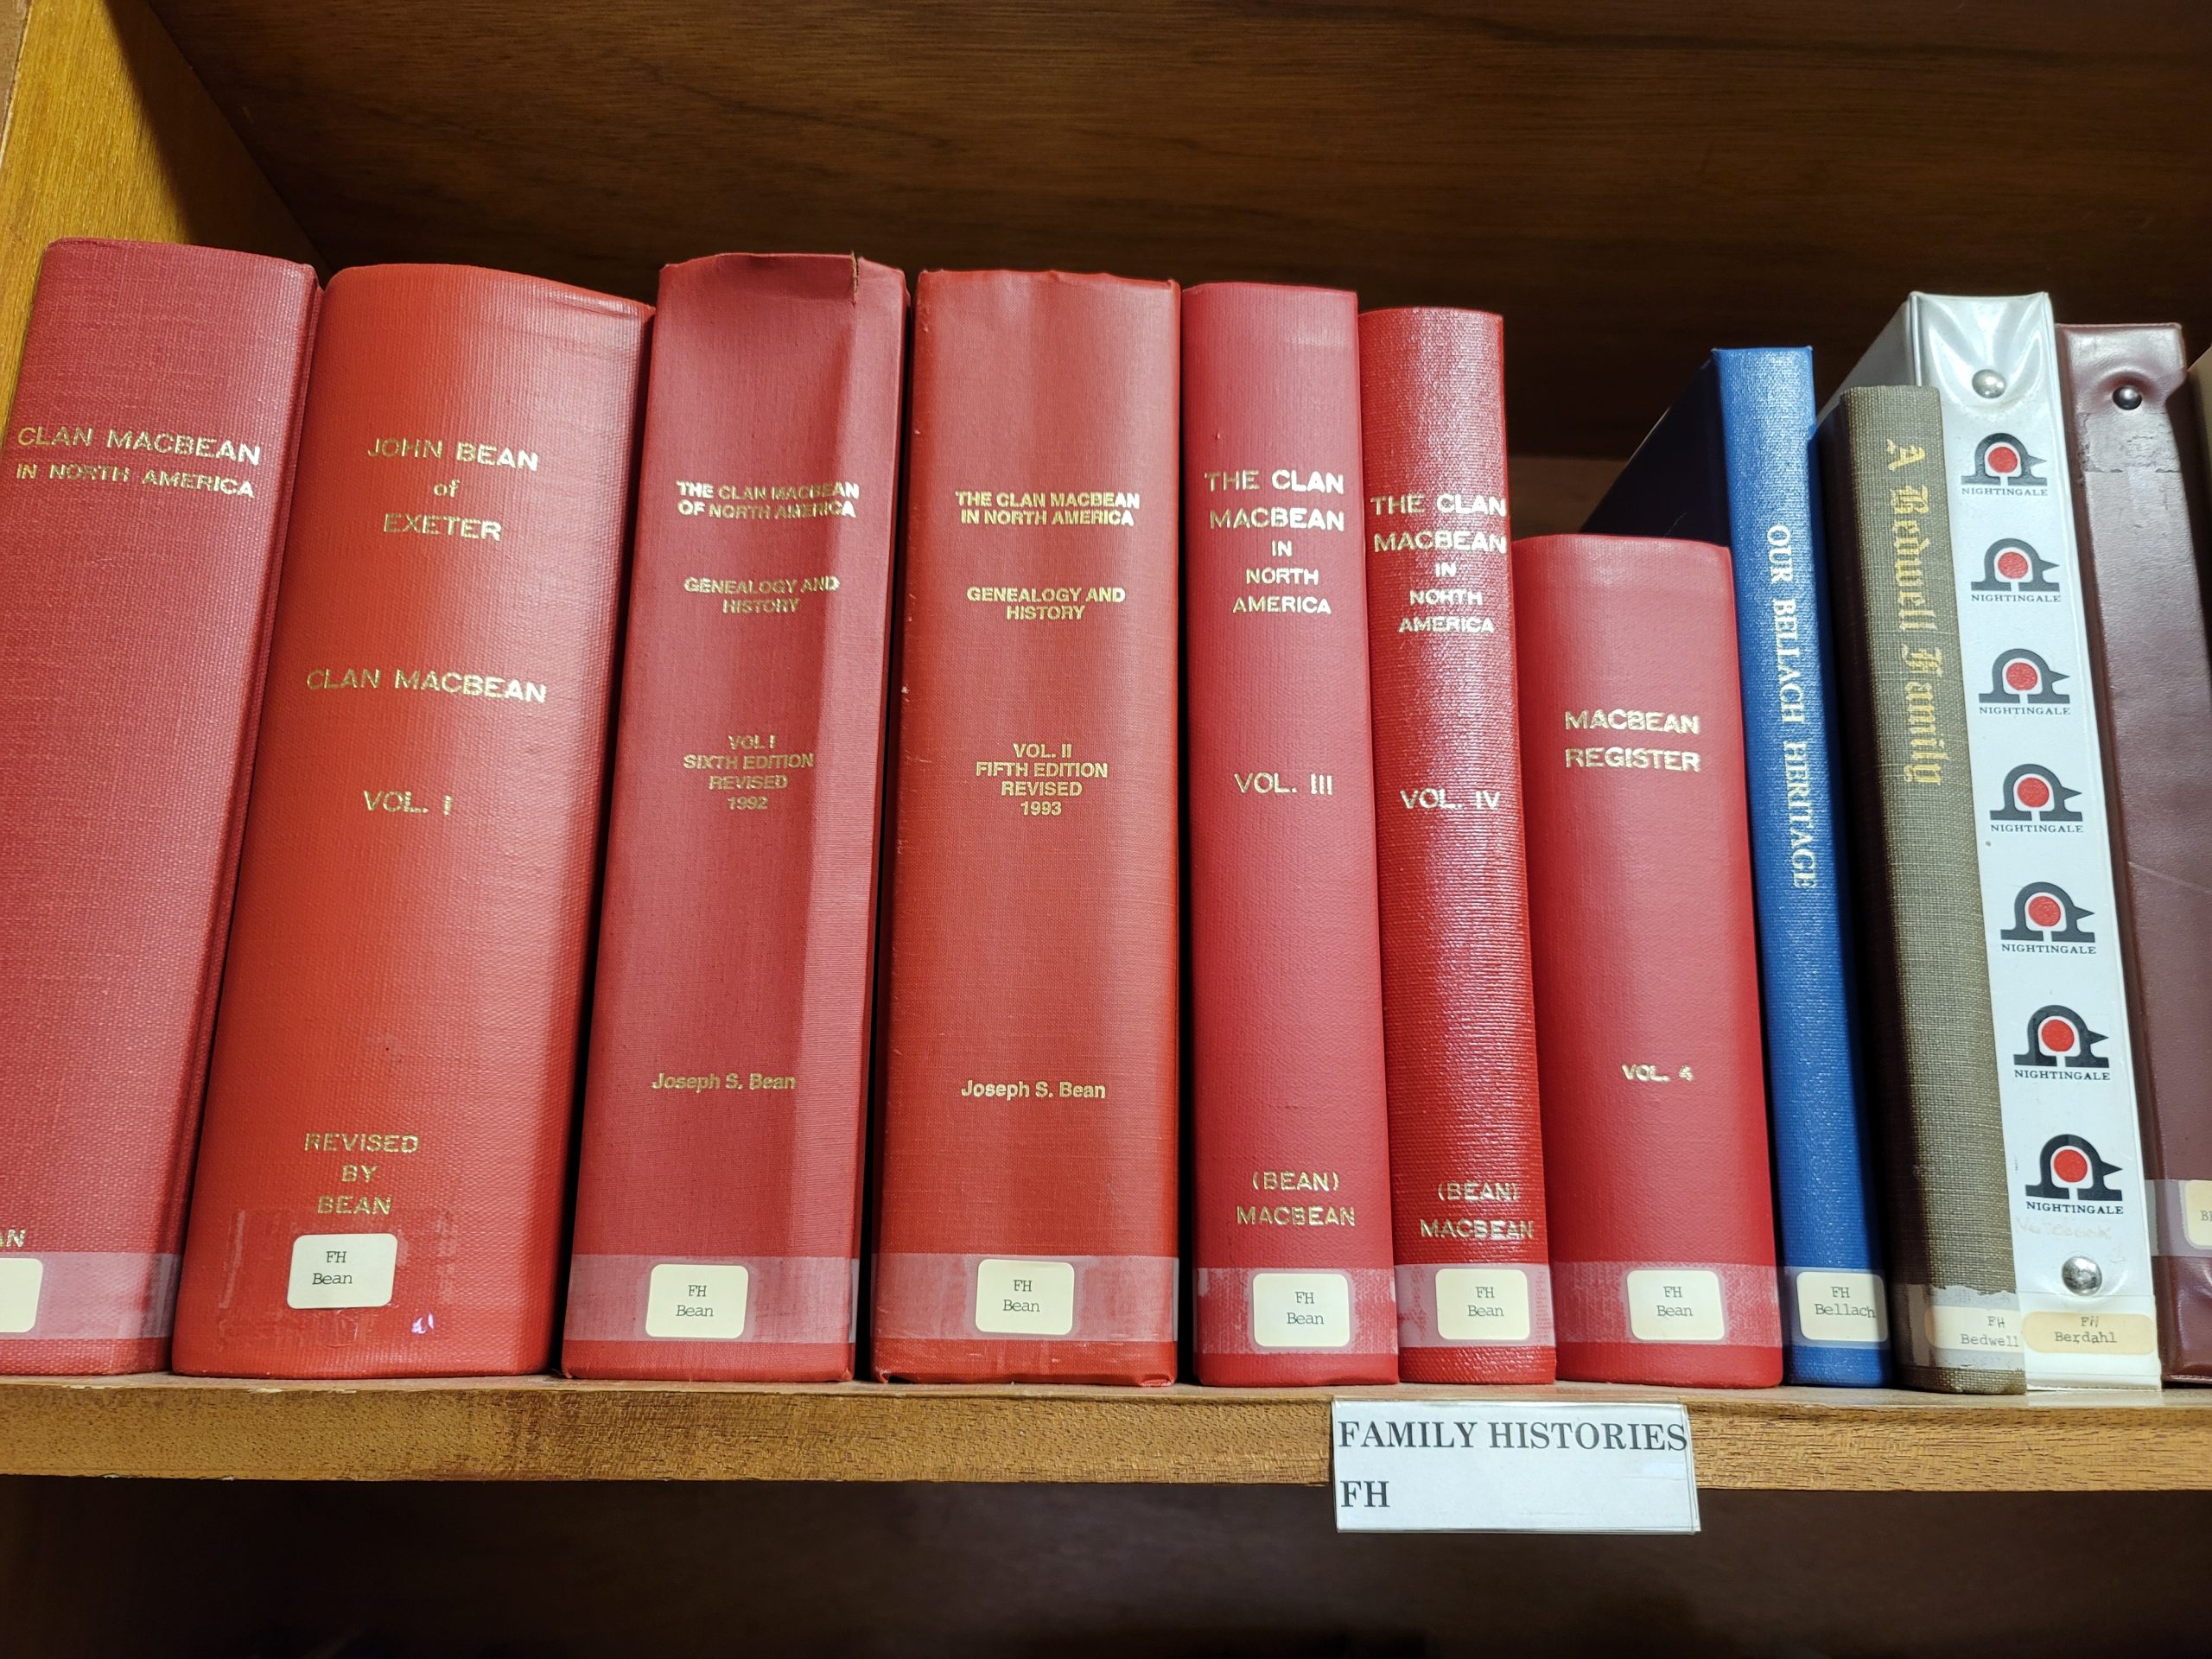 CLAN MACBEAN
IN NORTH AMERICA
JOHN BEAN
of
EXETER
CLAN MACBEAN
VOL. I
REVISED
BY
BEAN
FH
Bean
THE CLAN MACBEAN
OF NORTH AMERICA
GENEALOGY AND
HISTORY
VOL I
SIXTH EDITION
REVISED
1992
Joseph S. Bean
FH
Bean
THE CLAN MACBEAN
IN NORTH AMERICA
GENEALOGY AND
HISTORY
VOL. II
FIFTH EDITION
REVISED
1993
Joseph S. Bean
FH
Bean
THE CLAN
MACBEAN
IN
NORTH
AMERICA
VOL. III
(BEAN)
MACBEAN
FH
Bean
THE CLAN
MACBEAN
IN
NORTH
AMERICA
VOL. IV
(BEAN)
MACBEAN
FH
Bean
MACBEAN
REGISTER
VOL. 4
FH
Bean
OUR BELLACH HERITAGE
FH
Bellach
A Bedwell Family
FH
Bedwell
NIGHTINGALE
NIGHTINGALE
NIGHTINGALE
NIGHTINGALE
NIGHTINGALE
NIGHTINGALE
NIGHTINGALE
FH
Berdahl
FAMILY HISTORIES
FH